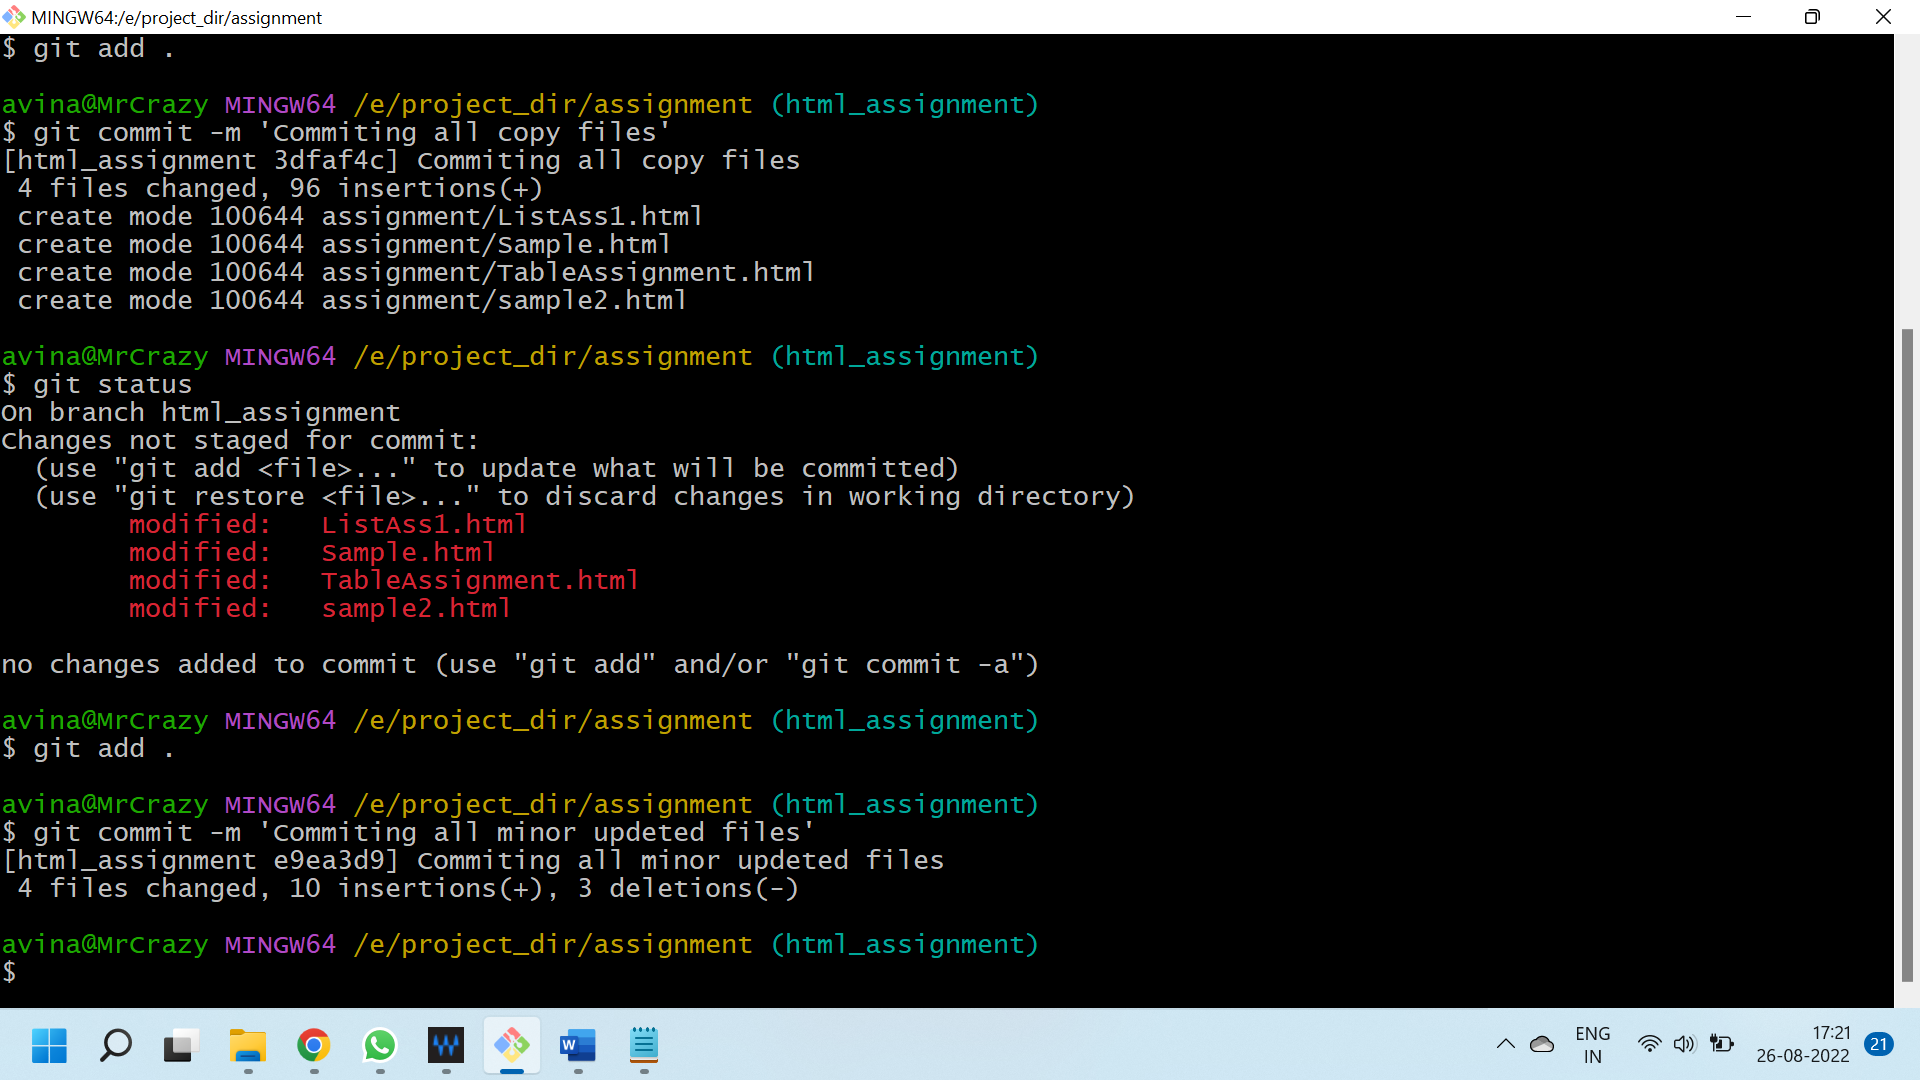 MINGW64:/e/project_dir/assignment
$ git add .
avina@MrCrazy MINGW64 /e/project_dir/assignment (html_assignment)
$ git commit -m 'Commiting all copy files'
[html_assignment 3dfaf4c] Commiting all copy files
 4 files changed, 96 insertions(+)
 create mode 100644 assignment/ListAss1.html
 create mode 100644 assignment/Sample.html
 create mode 100644 assignment/TableAssignment.html
 create mode 100644 assignment/sample2.html
avina@MrCrazy MINGW64 /e/project_dir/assignment (html_assignment)
$ git status
On branch html_assignment
Changes not staged for commit:
  (use "git add <file>..." to update what will be committed)
  (use "git restore <file>..." to discard changes in working directory)
        modified:   ListAss1.html
        modified:   Sample.html
        modified:   TableAssignment.html
        modified:   sample2.html
no changes added to commit (use "git add" and/or "git commit -a")
avina@MrCrazy MINGW64 /e/project_dir/assignment (html_assignment)
$ git add .
avina@MrCrazy MINGW64 /e/project_dir/assignment (html_assignment)
$ git commit -m 'Commiting all minor updeted files'
[html_assignment e9ea3d9] Commiting all minor updeted files
 4 files changed, 10 insertions(+), 3 deletions(-)
avina@MrCrazy MINGW64 /e/project_dir/assignment (html_assignment)
$
W
ENG
IN
17:21
26-08-2022
21